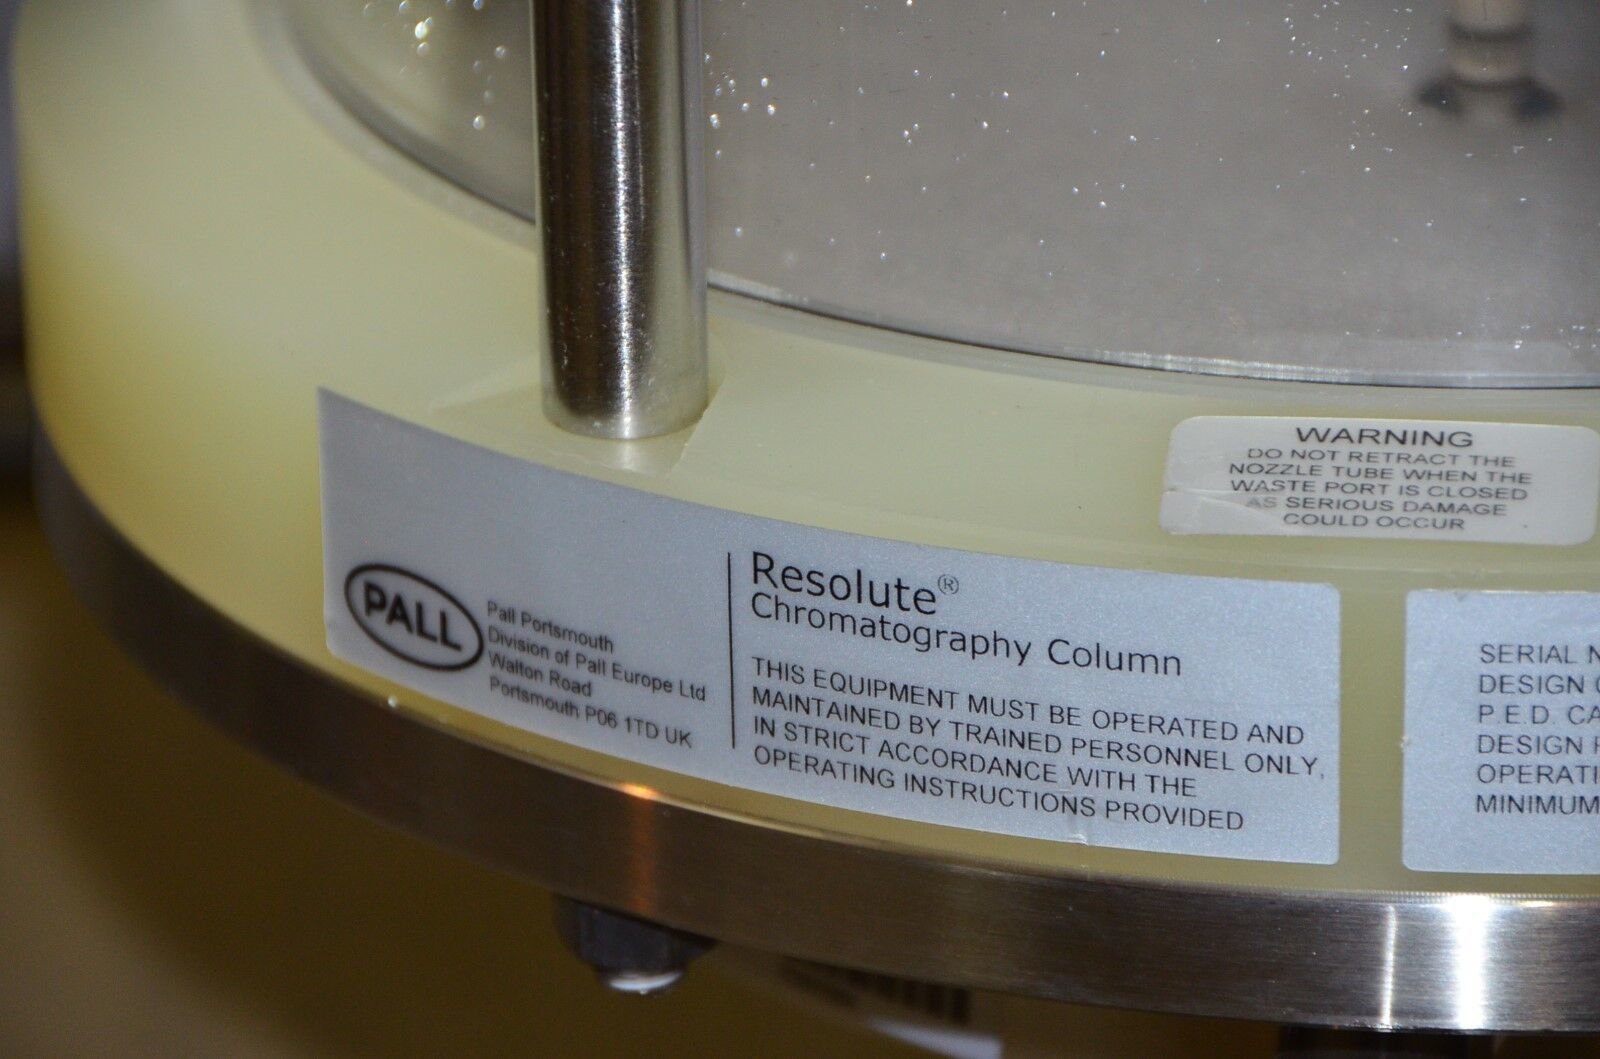 WARNING
DO NOT RETRACT THE
NOZZLE TUBE WHEN THE
WASTE PORT IS CLOSED
AS SERIOUS DAMAGE
COULD OCCUR
PALL
Pall Portsmouth
Division of Pall Europe Ltd
Walton Road
Portsmouth P06 1TD UK
Resolute®
Chromatography Column
THIS EQUIPMENT MUST BE OPERATED AND
MAINTAINED BY TRAINED PERSONNEL ONLY,
IN STRICT ACCORDANCE WITH THE
OPERATING INSTRUCTIONS PROVIDED
SERIAL
DESIGN
P.E.D.
DESIGN
MINIMUM